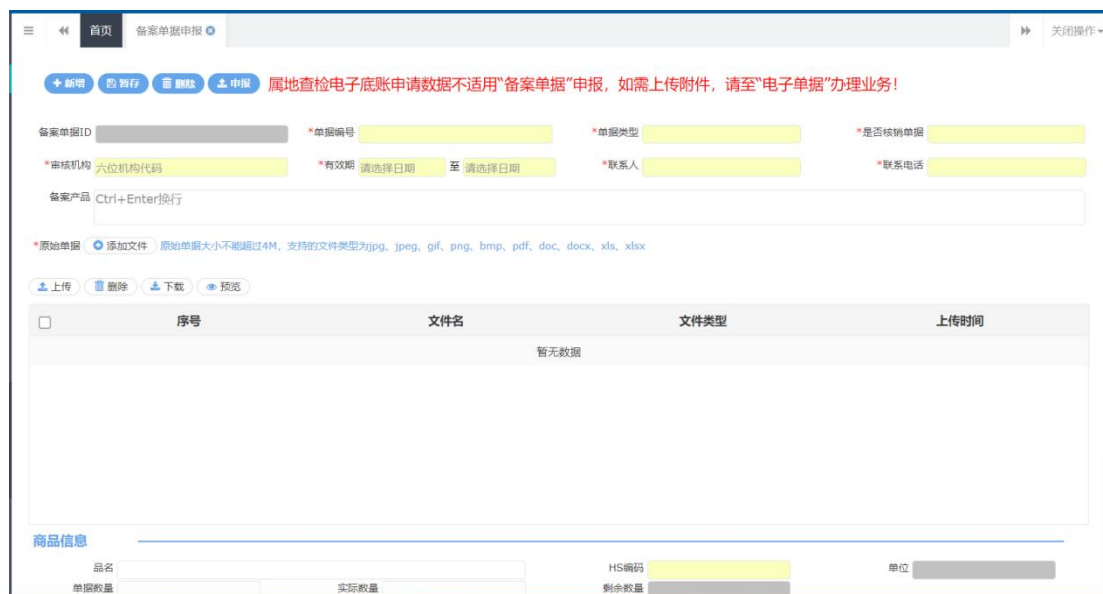 首页 备案单据申报 关闭操作
新增 暂存 删除 申报 属地查检电子底账申请数据不适用“备案单据”申报，如需上传附件，请至“电子单据”办理业务！
备案单据ID *单据编号 *单据类型 *是否核销单据
*审核机构 六位机构代码 *有效期 请选择日期 至 请选择日期 *联系人 *联系电话
备案产品 Ctrl+Enter换行
*原始单据 添加文件 原始单据大小不能超过4M，支持的文件类型为jpg、jpeg、gif、png、bmp、pdf、doc、docx、xls、xlsx
上传 删除 下载 预览
序号 文件名 文件类型 上传时间
暂无数据
商品信息
品名 HS编码 单位
单据数量 实际数量 剩余数量